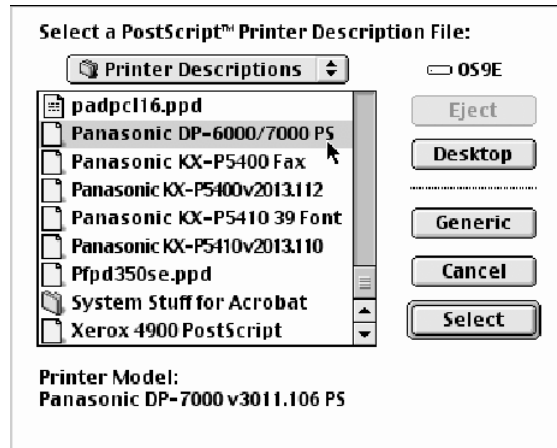 Select a PostScript™ Printer Description File:
Printer Descriptions
OS9E
padpcl16.ppd
Panasonic DP-6000/7000 PS
Panasonic KX-P5400 Fax
Panasonic KX-P5400v2013.112
Panasonic KX-P5410 39 Font
Panasonic KX-P5410v2013.110
Pfpd350se.ppd
System Stuff for Acrobat
Xerox 4900 PostScript
Eject
Desktop
Generic
Cancel
Select
Printer Model:
Panasonic DP-7000 v3011.106 PS